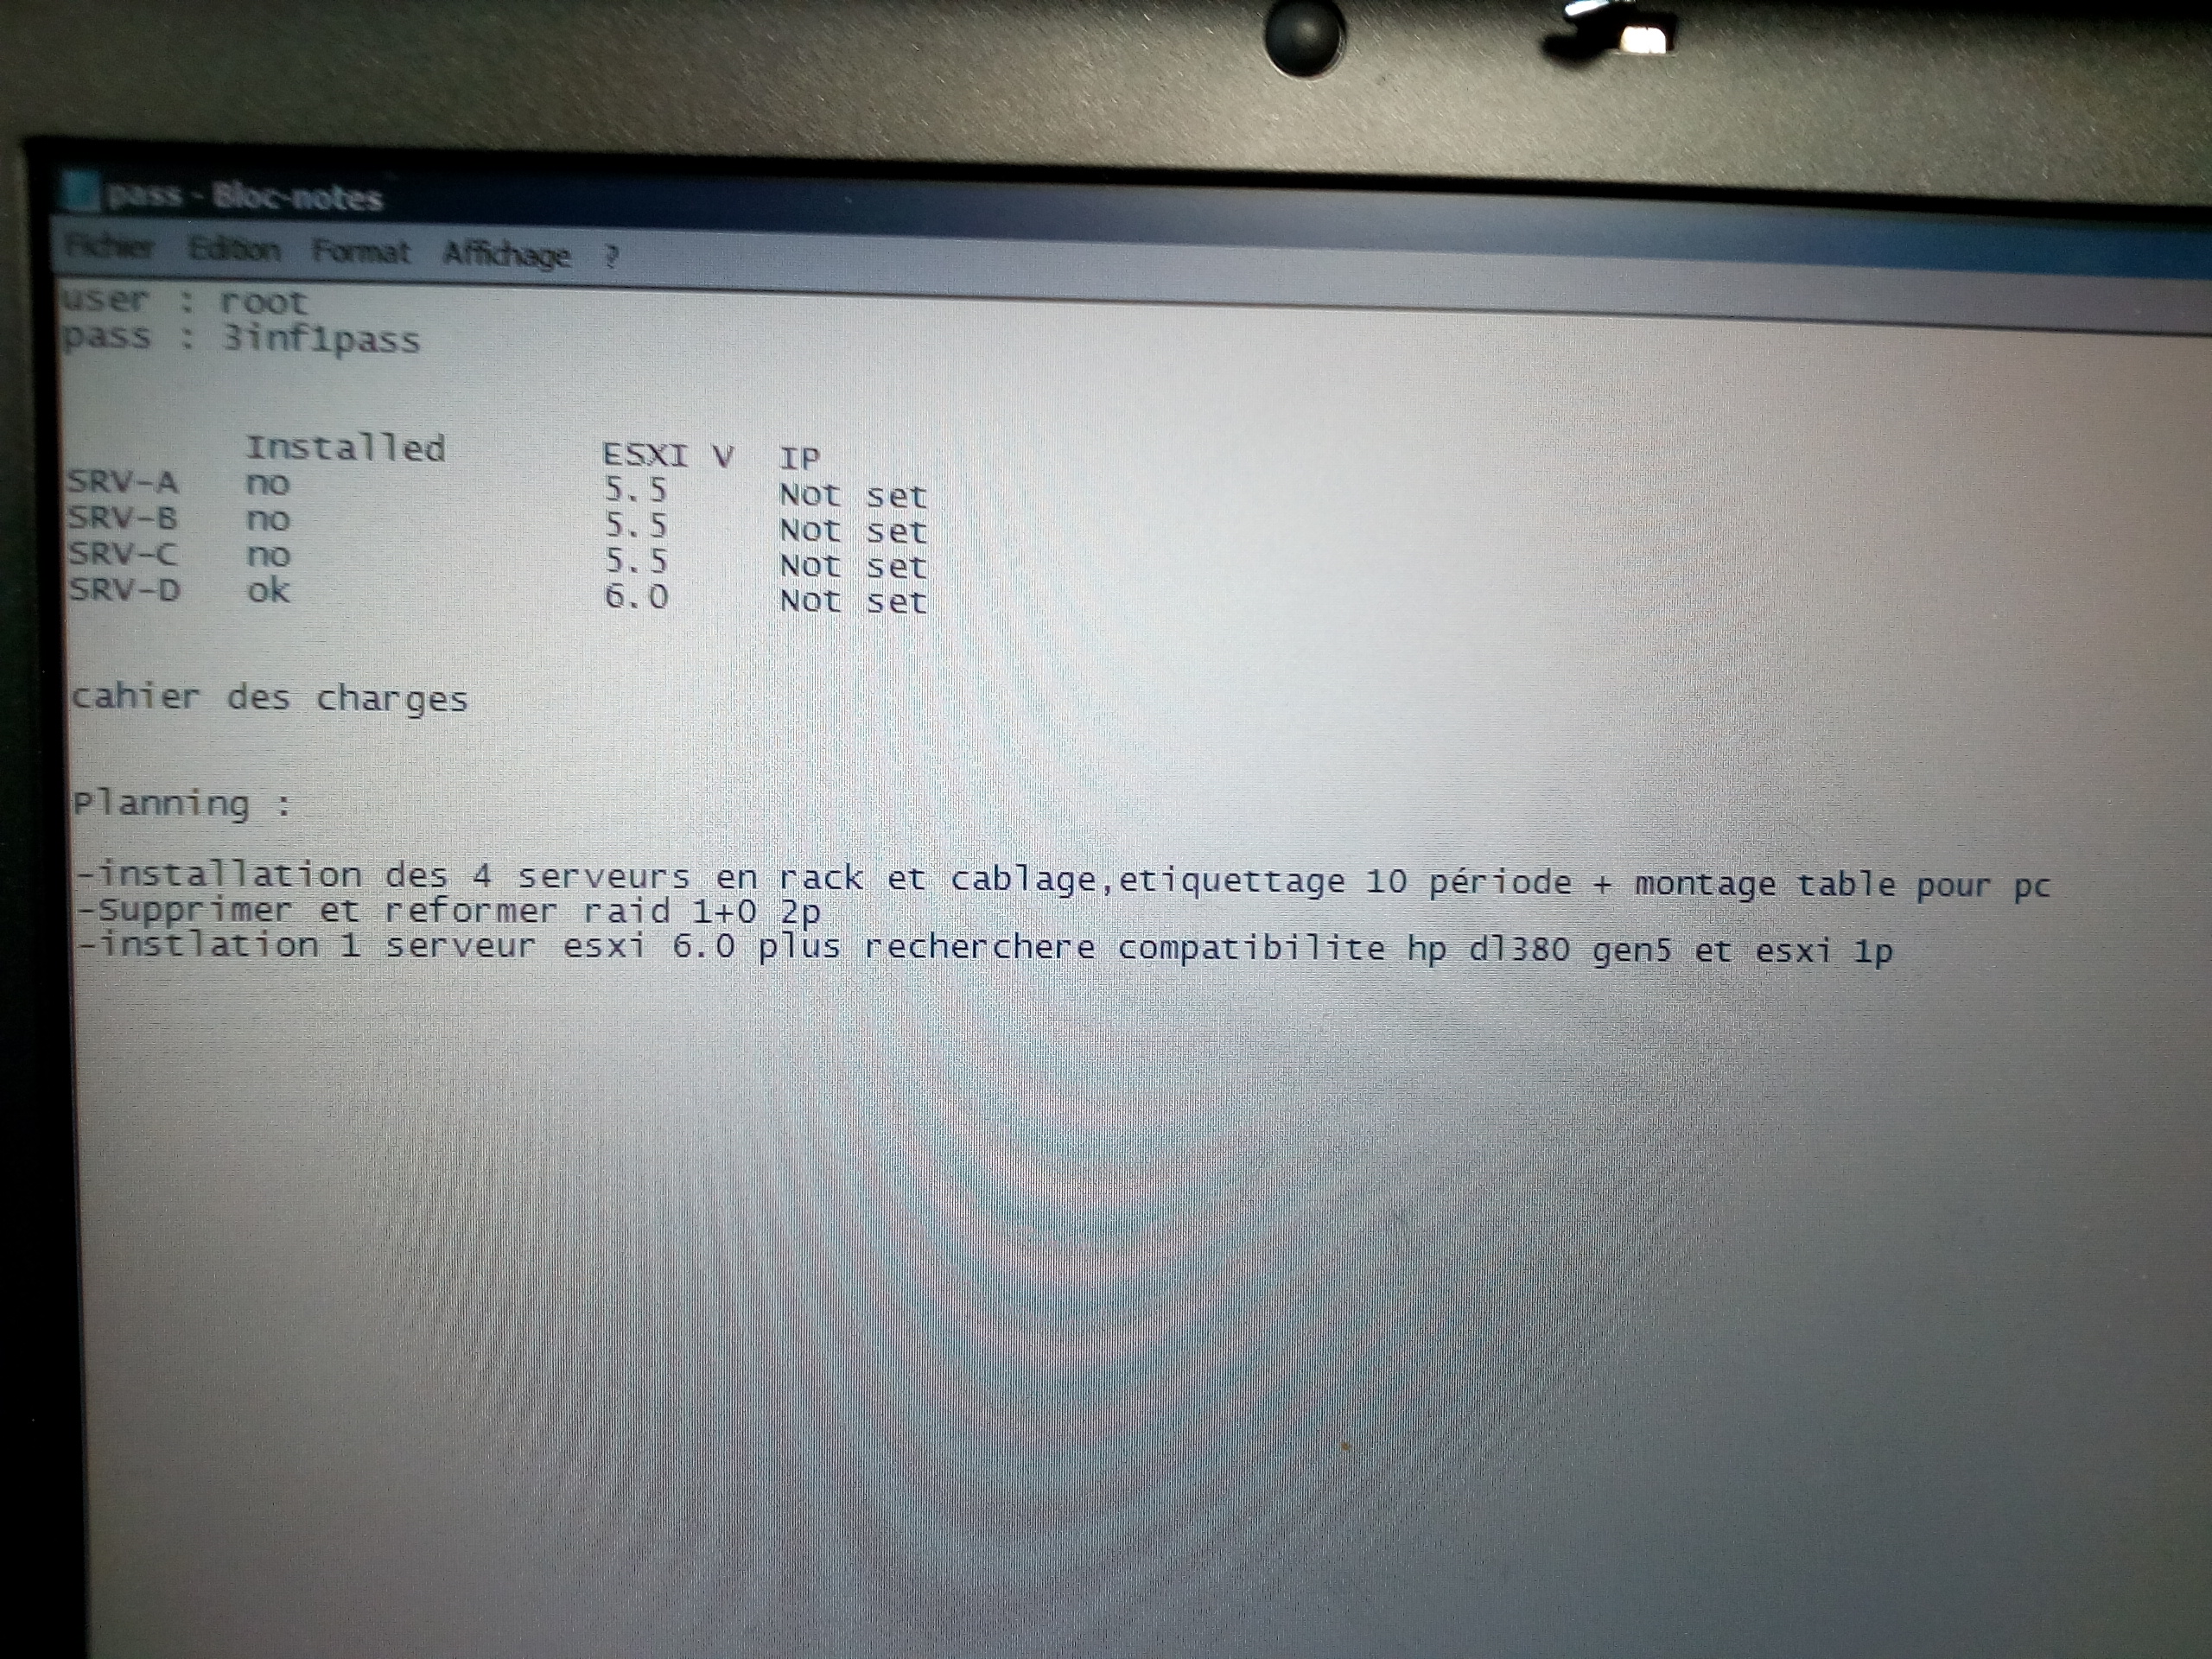 pass - Bloc-notes
Fichier Edition Format Affichage ?
user : root
pass : 3inf1pass
Installed ESXI V IP
SRV-A no 5.5 Not set
SRV-B no 5.5 Not set
SRV-C no 5.5 Not set
SRV-D ok 6.0 Not set
cahier des charges
Planning :
-installation des 4 serveurs en rack et cablage,etiquettage 10 période + montage table pour pc
-Supprimer et reformer raid 1+0 2p
-instlation 1 serveur esxi 6.0 plus recherchere compatibilite hp dl380 gen5 et esxi 1p